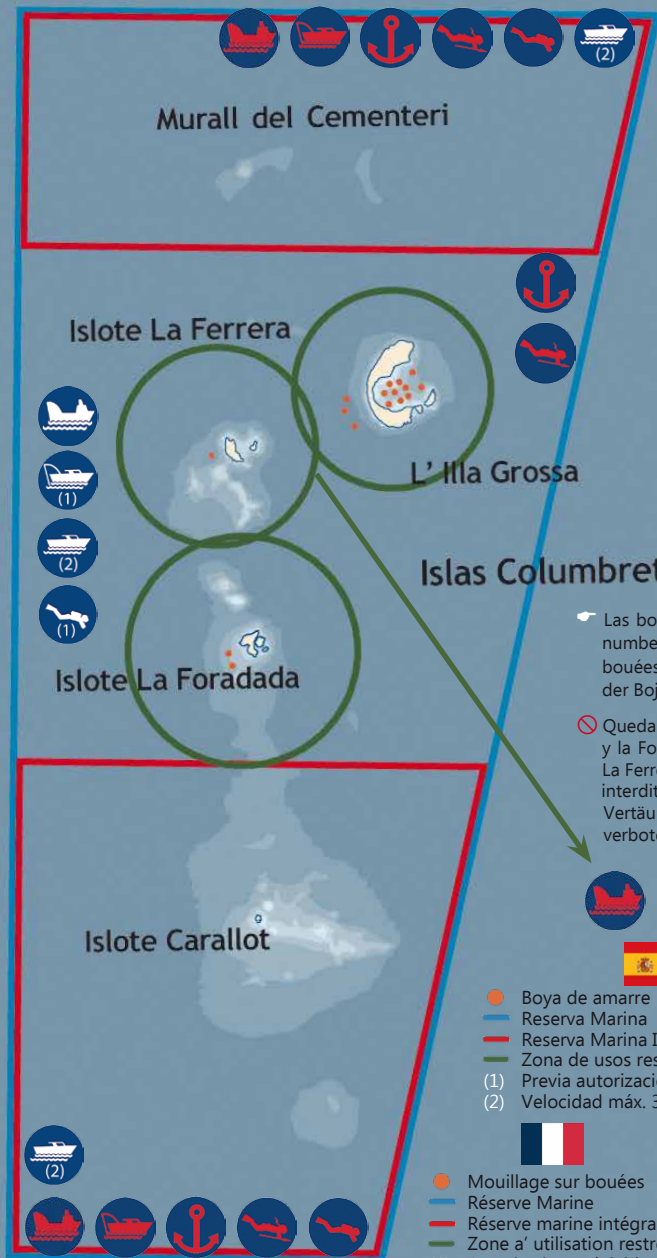 (2)
Murall del Cementeri
Islote La Ferrera
L' Illa Grossa
(1)
(2)
(1)
Islas Columbret
Las bo
numbe
bouées
der Boj
Islote La Foradada
Queda
y la Fo
La Ferre
interdit
Vertäu
verbote
Islote Carallot
Boya de amarre
Reserva Marina
Reserva Marina I
Zona de usos res
(1) Previa autorizació
(2) Velocidad máx. 3
(2)
Mouillage sur bouées
Réserve Marine
Réserve marine intégra
Zone a' utilisation restre